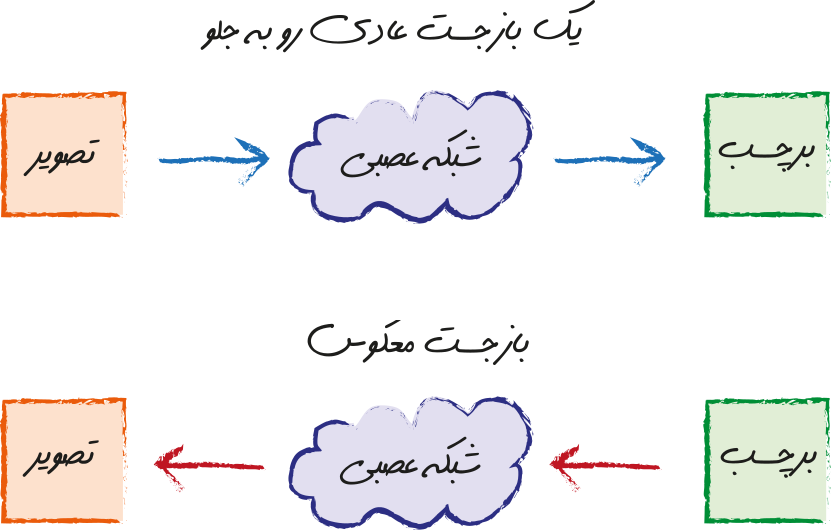 یک بازجست عادی رو به جلو
برچسب
شبکه عصبی
تصویر
بازجست معکوس
برچسب
شبکه عصبی
تصویر